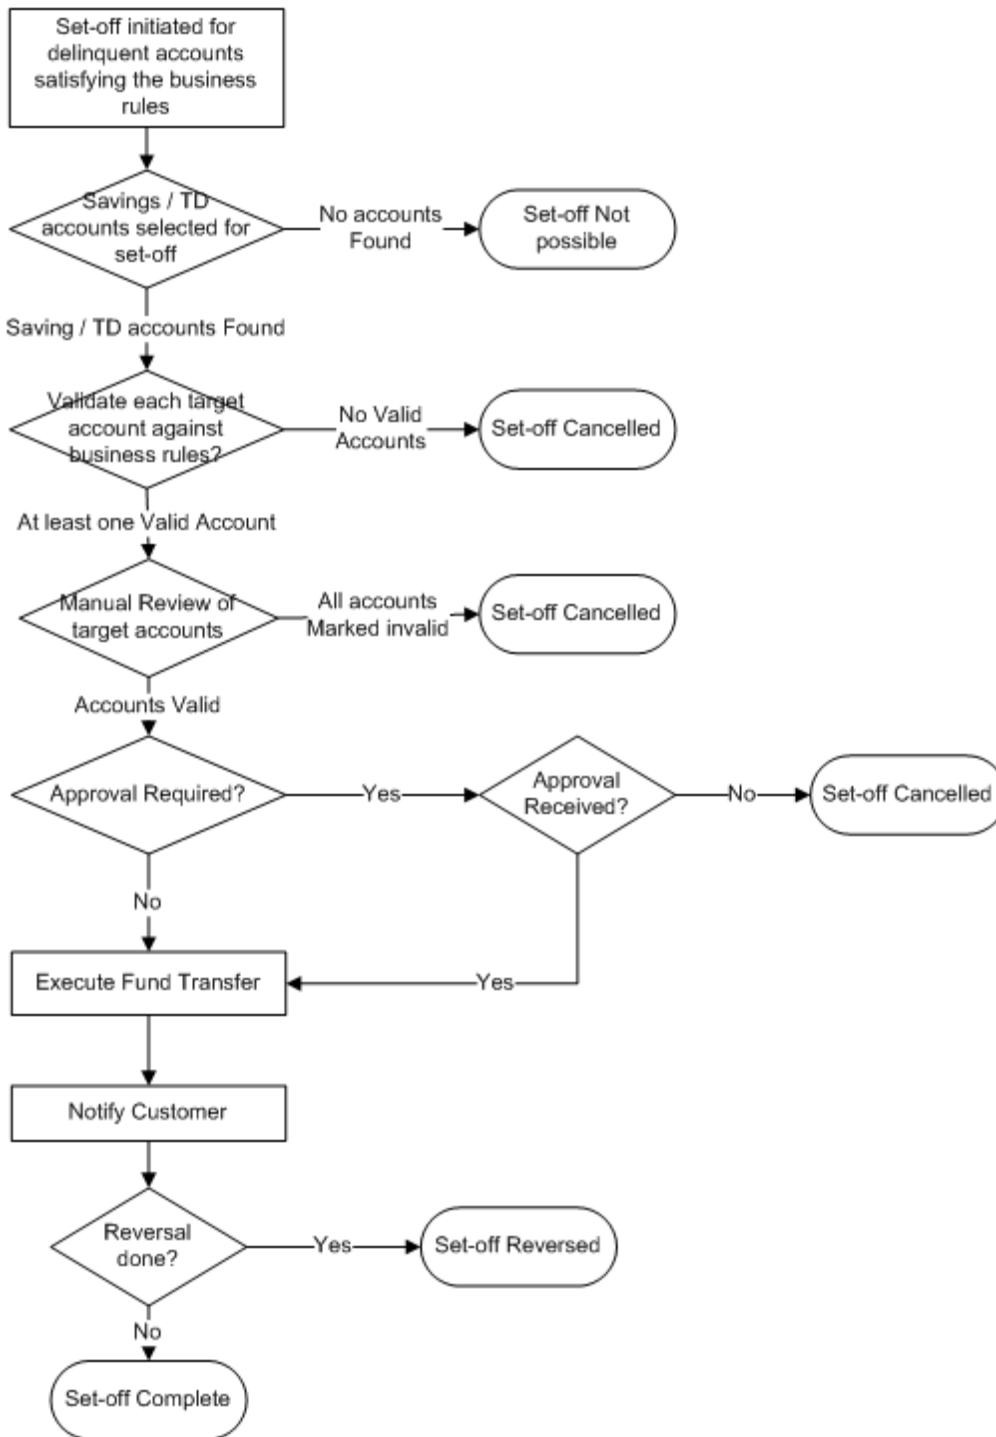 Set-off initiated for
delinquent accounts
satisfying the business
rules
Savings / TD
accounts selected for
set-off
No accounts
Found
Set-off Not
possible
Saving / TD accounts Found
Validate each target
account against
business rules?
No Valid
Accounts
Set-off Cancelled
At least one Valid Account
Manual Review of
target accounts
All accounts
Marked invalid
Set-off Cancelled
Accounts Valid
Approval Required?
Yes
Approval
Received?
No
Set-off Cancelled
No
Execute Fund Transfer
Yes
Notify Customer
Reversal
done?
Yes
Set-off Reversed
No
Set-off Complete